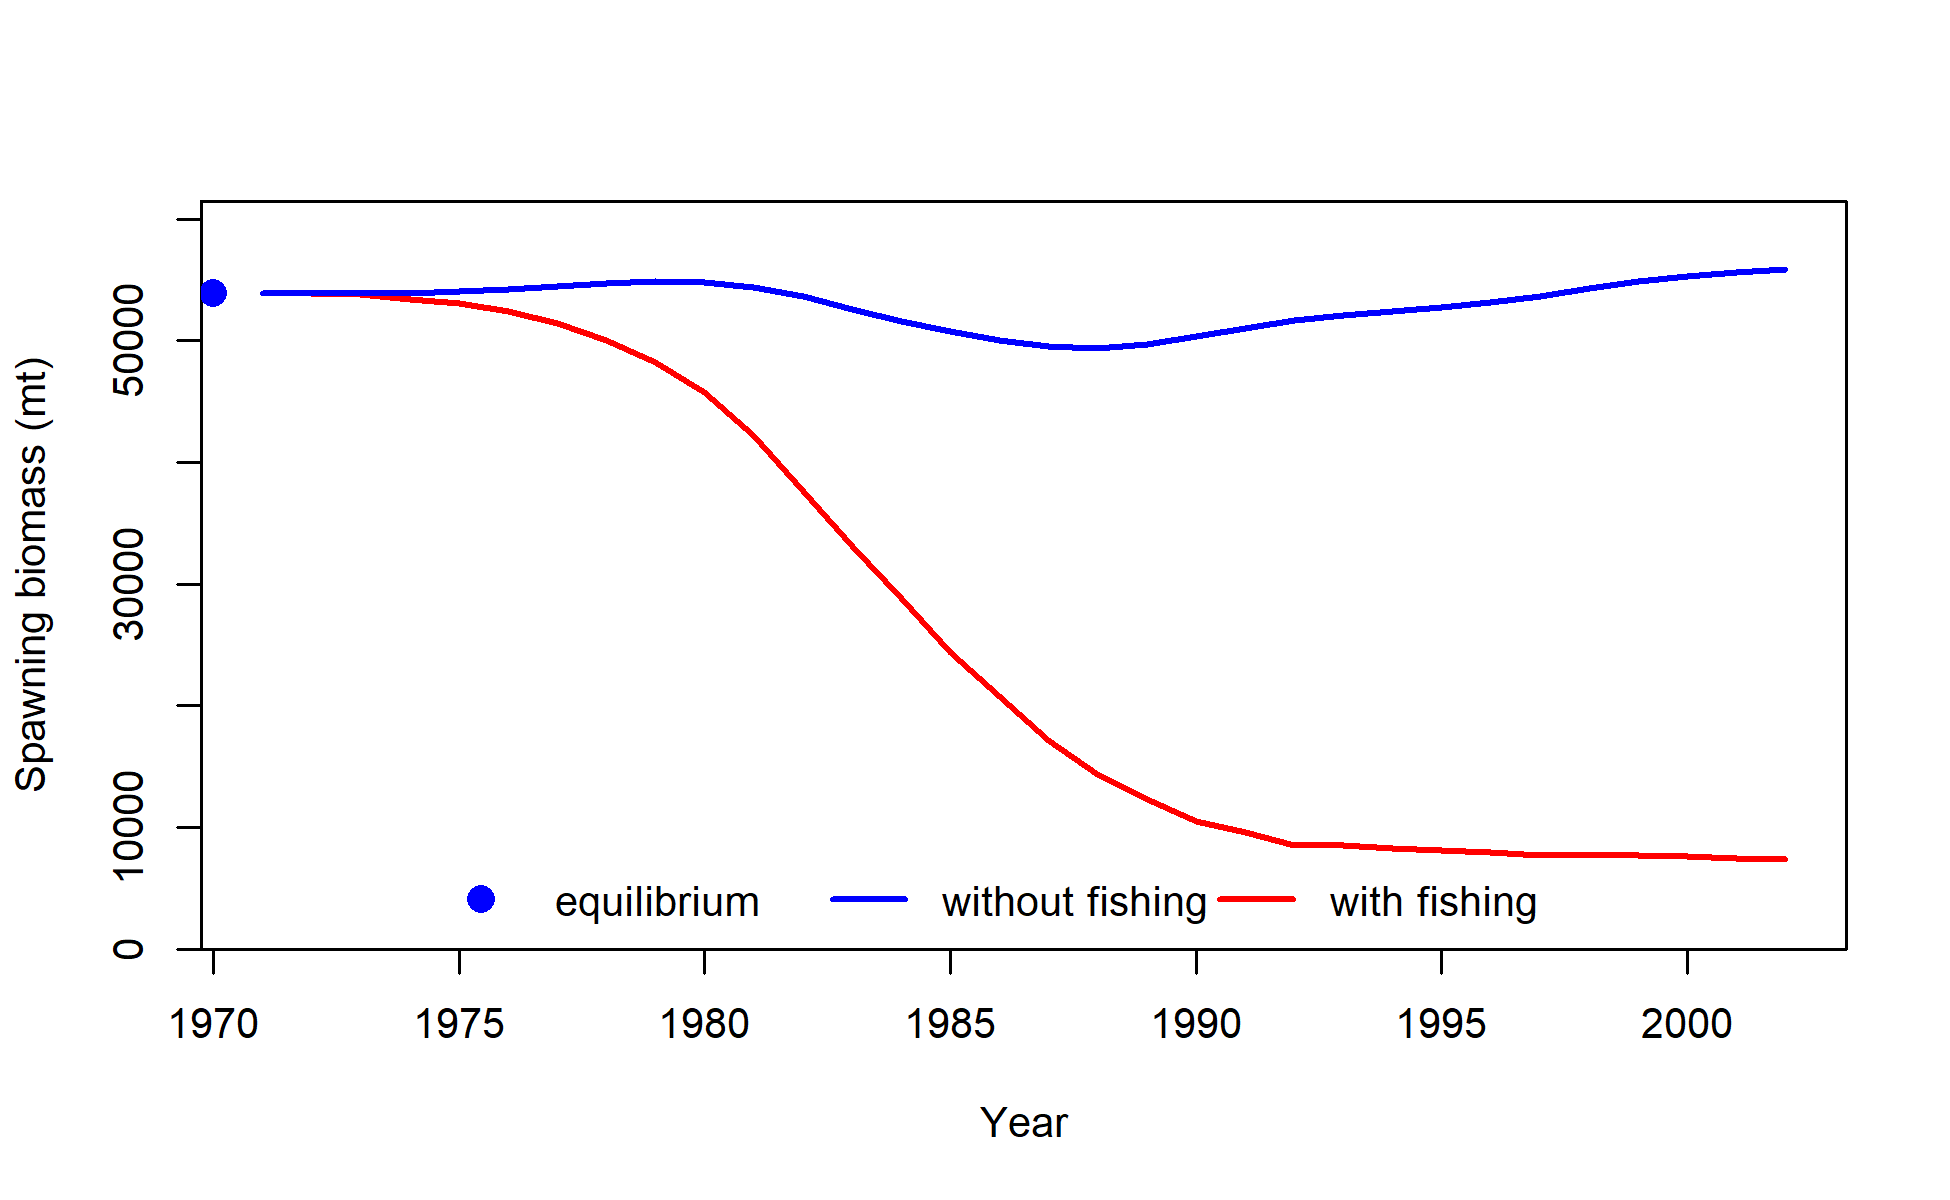 Spawning biomass (mt)
50000
30000
10000
0
equilibrium without fishing with fishing
1970 1975 1980 1985 1990 1995 2000
Year